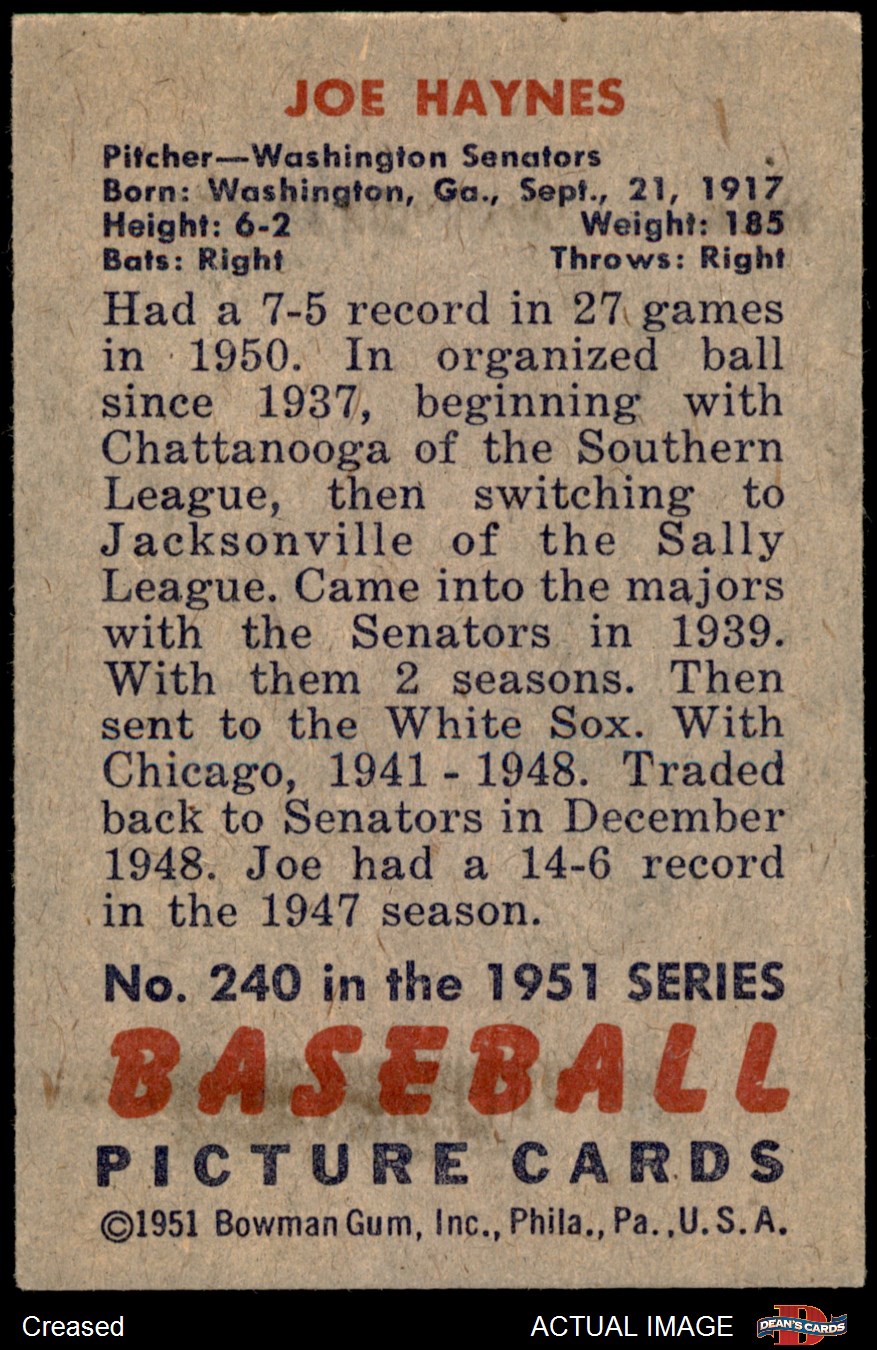 JOE HAYNES
Pitcher—Washington Senators
Born: Washington, Ga., Sept., 21, 1917
Height: 6-2 Weight: 185
Bats: Right Throws: Right
Had a 7-5 record in 27 games
in 1950. In organized ball
since 1937, beginning with
Chattanooga of the Southern
League, then switching to
Jacksonville of the Sally
League. Came into the majors
with the Senators in 1939.
With them 2 seasons. Then
sent to the White Sox. With
Chicago, 1941 - 1948. Traded
back to Senators in December
1948. Joe had a 14-6 record
in the 1947 season.
No. 240 in the 1951 SERIES
BASEBALL
PICTURE CARDS
©1951 Bowman Gum, Inc., Phila., Pa., U.S.A.
Creased
ACTUAL IMAGE
D
DEAN'S CARDS